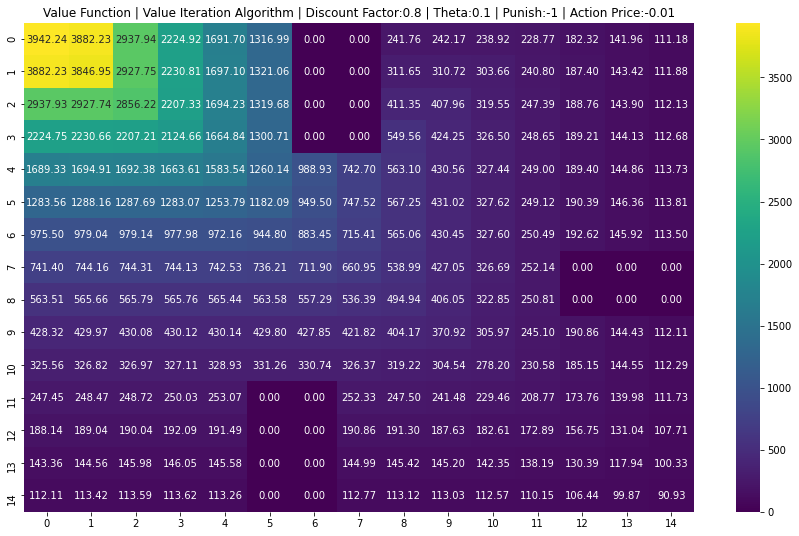 Value Function | Value Iteration Algorithm | Discount Factor:0.8 | Theta:0.1 | Punish:-1 | Action Price:-0.01
0 3942.24 3882.23 2937.94 2224.92 1691.70 1316.99 0.00 0.00 241.76 242.17 238.92 228.77 182.32 141.96 111.18
1 3882.23 3846.95 2927.75 2230.81 1697.10 1321.06 0.00 0.00 311.65 310.72 303.66 240.80 187.40 143.42 111.88
2 2937.93 2927.74 2856.22 2207.33 1694.23 1319.68 0.00 0.00 411.35 407.96 319.55 247.39 188.76 143.90 112.13
3 2224.75 2230.66 2207.21 2124.66 1664.84 1300.71 0.00 0.00 549.56 424.25 326.50 248.65 189.21 144.13 112.68
4 1689.33 1694.91 1692.38 1663.61 1583.54 1260.14 988.93 742.70 563.10 430.56 327.44 249.00 189.40 144.86 113.73
5 1283.56 1288.16 1287.69 1283.07 1253.79 1182.09 949.50 747.52 567.25 431.02 327.62 249.12 190.39 146.36 113.81
6 975.50 979.04 979.14 977.98 972.16 944.80 883.45 715.41 565.06 430.45 327.60 250.49 192.62 145.92 113.50
7 741.40 744.16 744.31 744.13 742.53 736.21 711.90 660.95 538.99 427.05 326.69 252.14 0.00 0.00 0.00
8 563.51 565.66 565.79 565.76 565.44 563.58 557.29 536.39 494.94 406.05 322.85 250.81 0.00 0.00 0.00
9 428.32 429.97 430.08 430.12 430.14 429.80 427.85 421.82 404.17 370.92 305.97 245.10 190.86 144.43 112.11
10 325.56 326.82 326.97 327.11 328.93 331.26 330.74 326.37 319.22 304.54 278.20 230.58 185.15 144.55 112.29
11 247.45 248.47 248.72 250.03 253.07 0.00 0.00 252.33 247.50 241.48 229.46 208.77 173.76 139.98 111.73
12 188.14 189.04 190.04 192.09 191.49 0.00 0.00 190.86 191.30 187.63 182.61 172.89 156.75 131.04 107.71
13 143.36 144.56 145.98 146.05 145.58 0.00 0.00 144.99 145.42 145.20 142.35 138.19 130.39 117.94 100.33
14 112.11 113.42 113.59 113.62 113.26 0.00 0.00 112.77 113.12 113.03 112.57 110.15 106.44 99.87 90.93
0 1 2 3 4 5 6 7 8 9 10 11 12 13 14
3500
3000
2500
2000
1500
1000
500
0